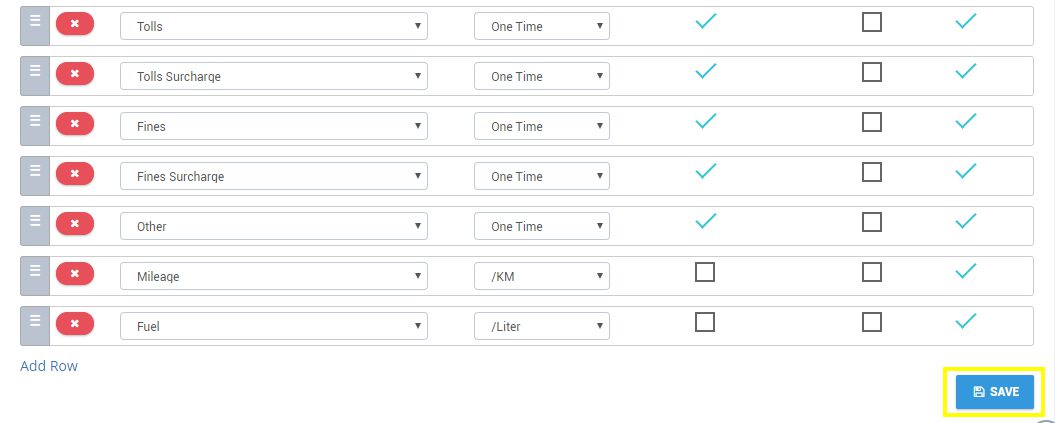 Tolls One Time
Tolls Surcharge One Time
Fines One Time
Fines Surcharge One Time
Other One Time
Mileage /KM
Fuel /Liter
Add Row
SAVE